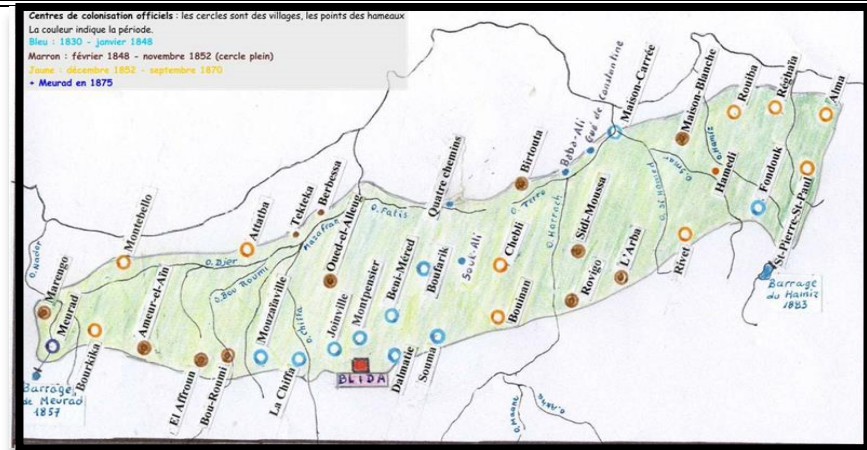 Centres de colonisation officiels : les cercles sont des villages, les points des hameaux
La couleur indique la période.
Bleu : 1830 - janvier 1848
Marron : février 1848 - novembre 1852 (cercle plein)
Jaune : décembre 1852 - septembre 1870
+ Meurad en 1875
O. Nador
Marengo
Meurad
Barrage
de Meurad
1857
Bourkika
Montebello
Ameur-el-Aïn
O. Djer
Attatba
El Affroun
Bou-Roumi
O. Bou Roumi
Mouzaïaville
Tekteka
Berbessa
Mazafran
La Chiffa
O. Chiffa
Oued-el-Alleug
Joinville
Montpensier
BLIDA
Beni-Méred
Dalmatie
O. Fatis
Boufarik
Souma
Quatre chemins
Souk-Ali
Chebli
Bouinan
Birtouta
O. Terro
Baba-Ali
Gué de Constantine
O. Harrach
Sidi-Moussa
Rovigo
L'Arba
Maison-Carrée
Rivet
Maison-Blanche
O. Smar
O. Hamiz
Hamedi
Rouiba
Réghaïa
Alma
Fondouk
St-Pierre-St-Paul
Barrage
du Hamiz
1883